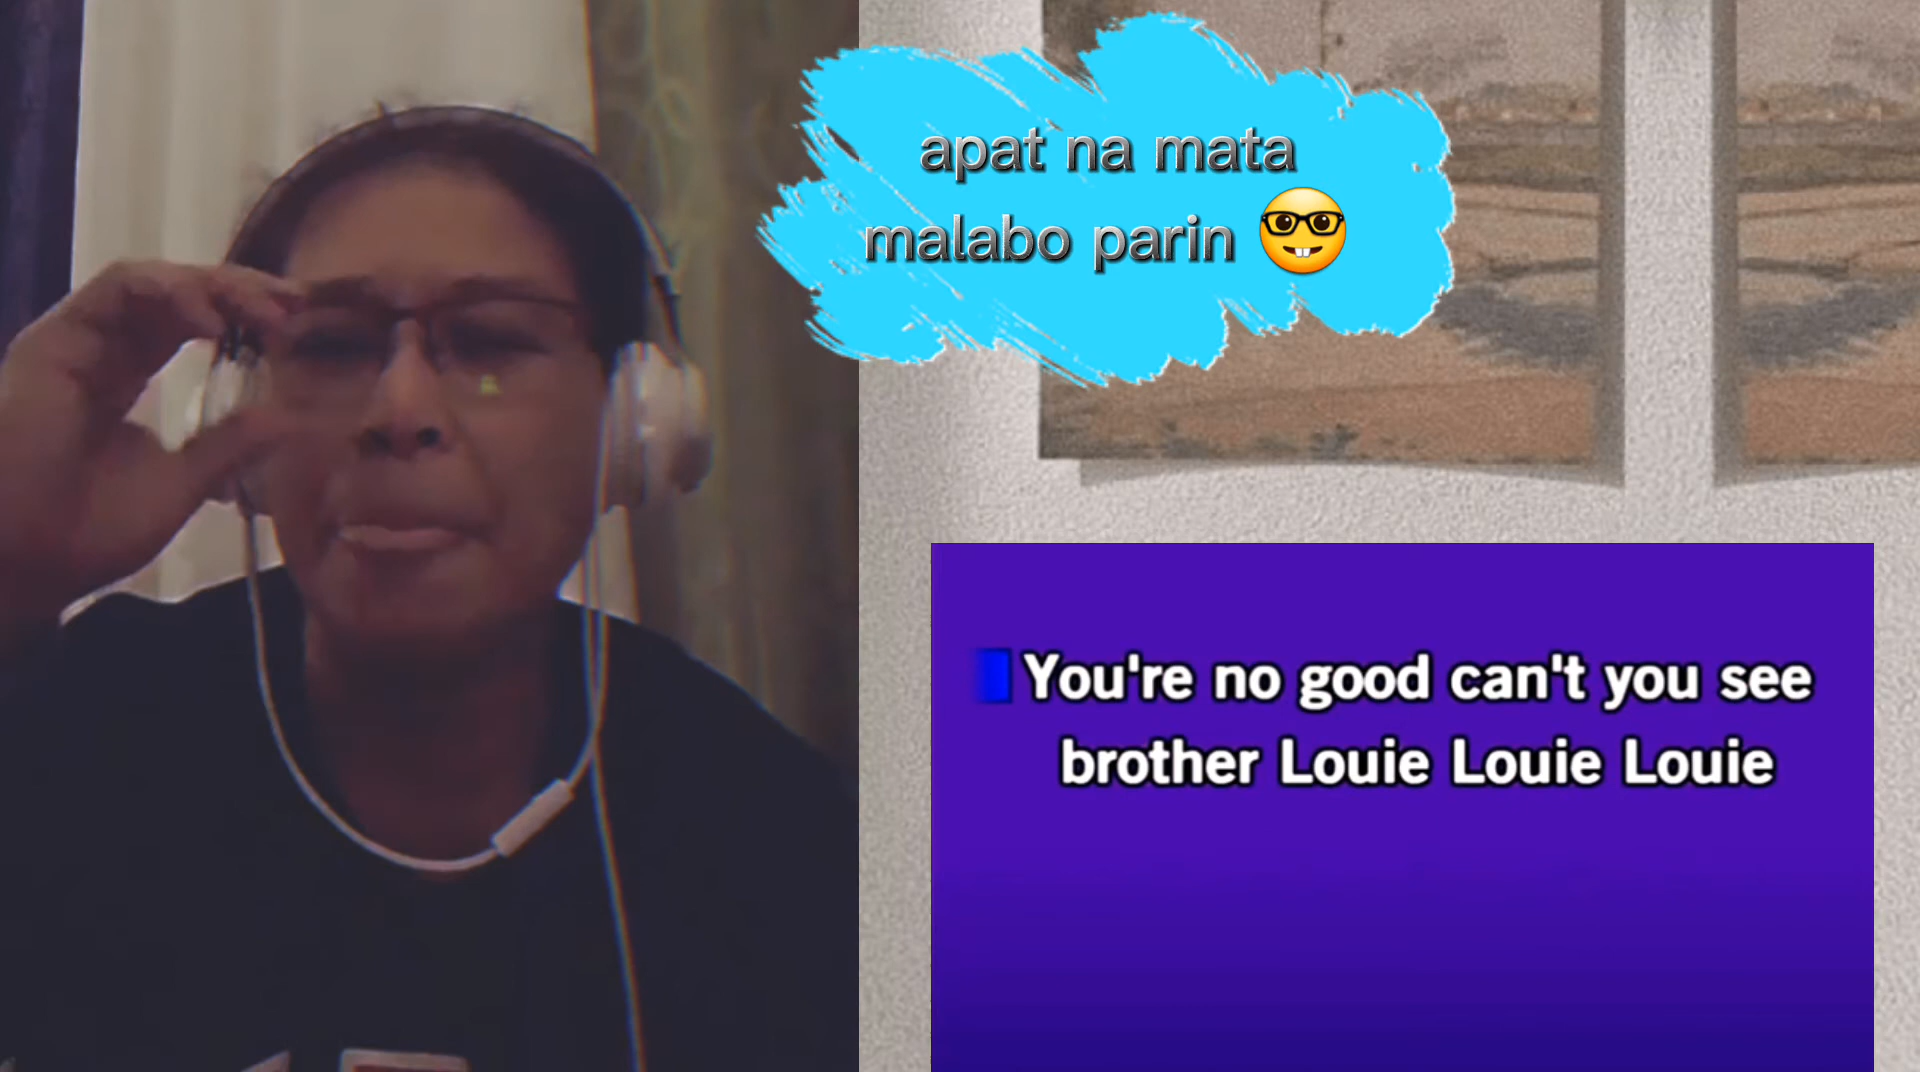 apat na mata
malabo parin 🤓
You're no good can't you see
brother Louie Louie Louie